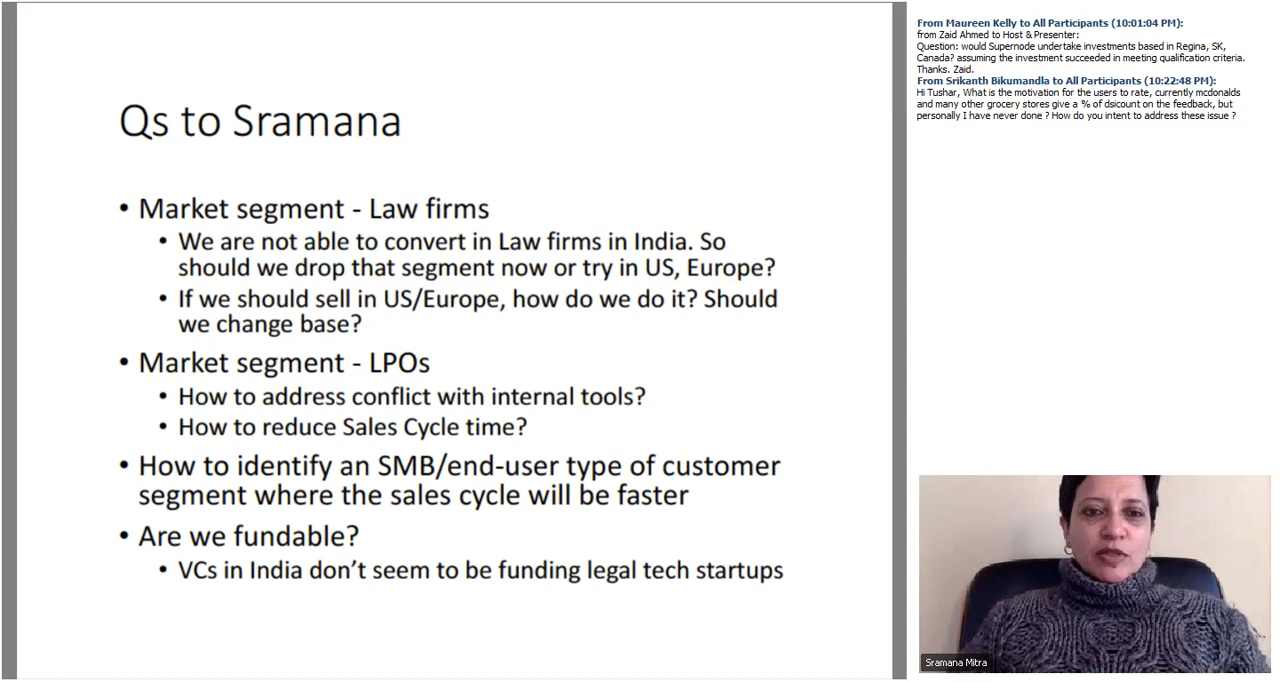 Qs to Sramana
• Market segment - Law firms
• We are not able to convert in Law firms in India. So
should we drop that segment now or try in US, Europe?
• If we should sell in US/Europe, how do we do it? Should
we change base?
• Market segment - LPOs
• How to address conflict with internal tools?
• How to reduce Sales Cycle time?
• How to identify an SMB/end-user type of customer
segment where the sales cycle will be faster
• Are we fundable?
• VCs in India don’t seem to be funding legal tech startups
From Maureen Kelly to All Participants (10:01:04 PM):
from Zaid Ahmed to Host & Presenter:
Question: would Supernode undertake investments based in Regina, SK,
Canada? assuming the investment succeeded in meeting qualification criteria.
Thanks. Zaid.
From Srikanth Bikumandla to All Participants (10:22:48 PM):
Hi Tushar, What is the motivation for the users to rate, currently mcdonalds
and many other grocery stores give a % of dsicount on the feedback, but
personally I have never done ? How do you intent to address these issue ?
Sramana Mitra